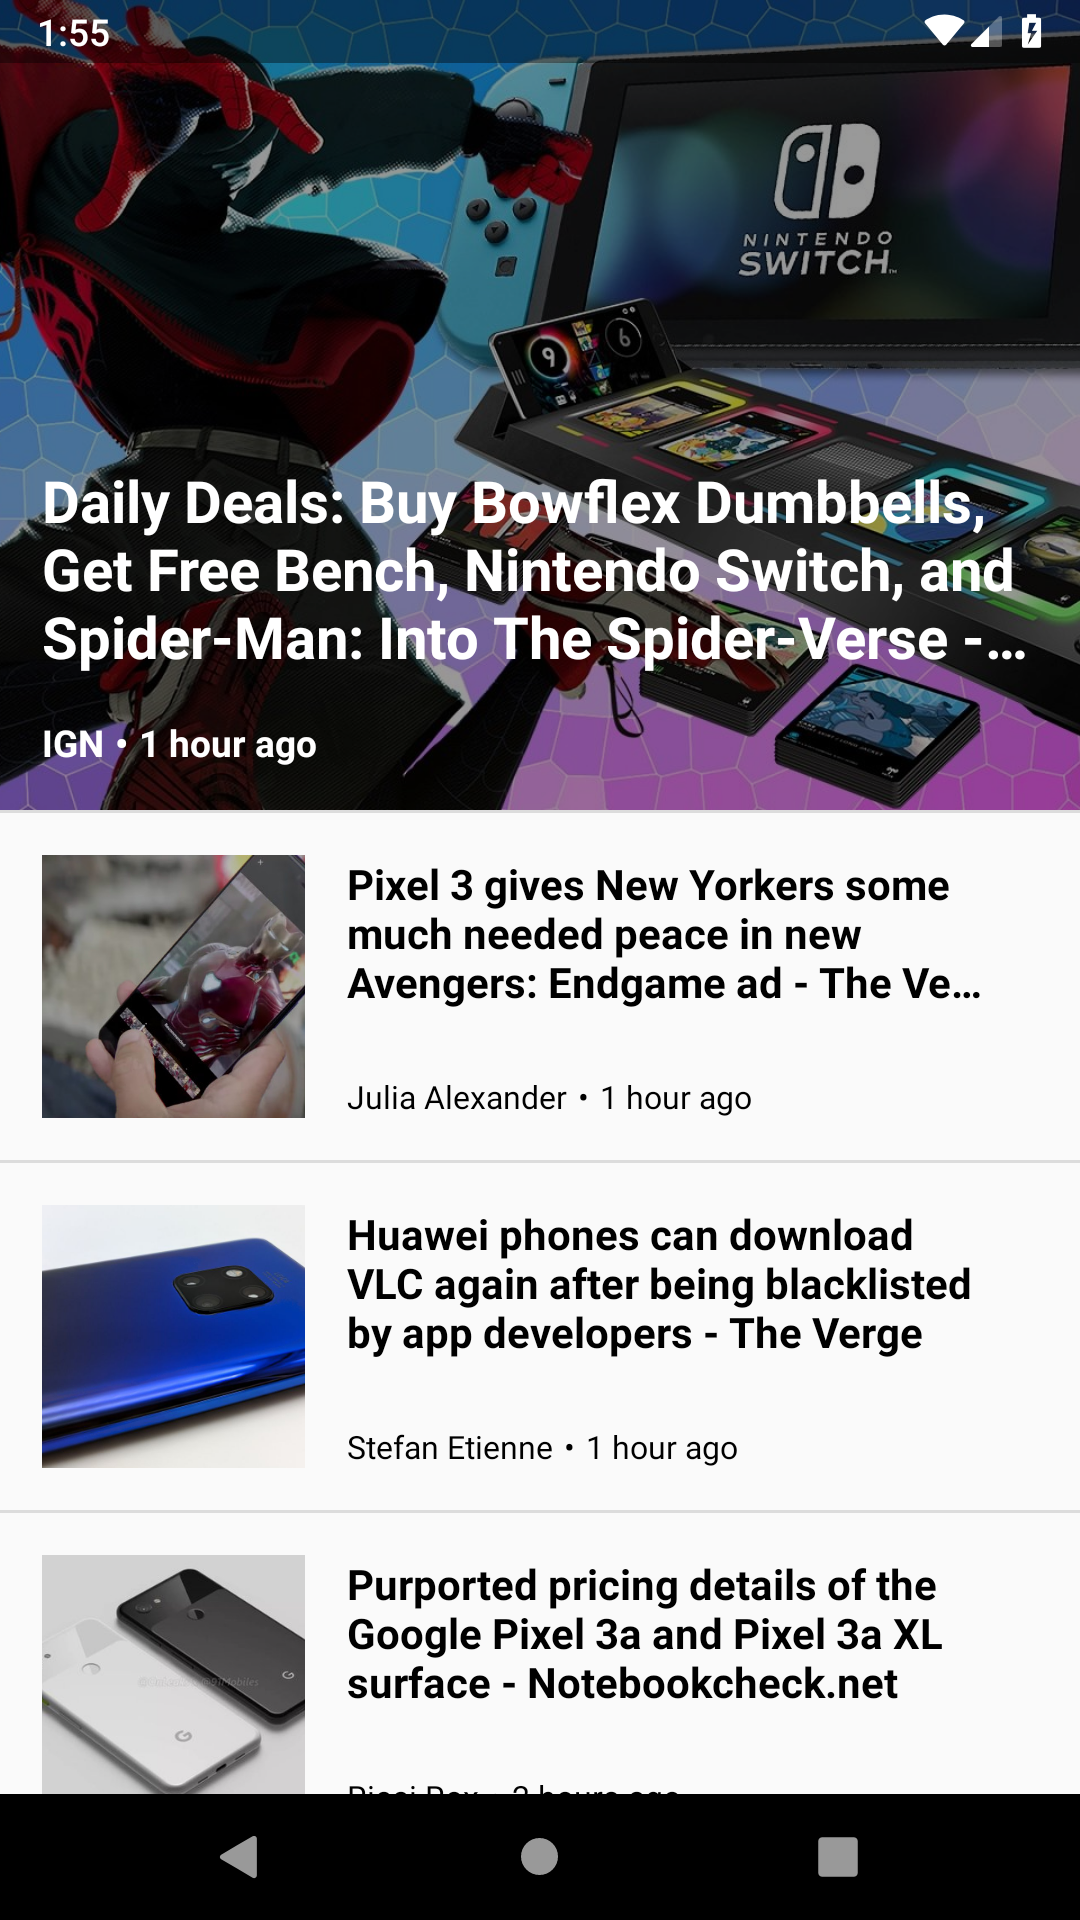 1:55
NINTENDO
SWITCH
9
6
Daily Deals: Buy Bowflex Dumbbells,
Get Free Bench, Nintendo Switch, and
Spider-Man: Into The Spider-Verse -…
IGN • 1 hour ago
Pixel 3 gives New Yorkers some
much needed peace in new
Avengers: Endgame ad - The Ve…
Julia Alexander • 1 hour ago
Huawei phones can download
VLC again after being blacklisted
by app developers - The Verge
Stefan Etienne • 1 hour ago
Purported pricing details of the
Google Pixel 3a and Pixel 3a XL
surface - Notebookcheck.net